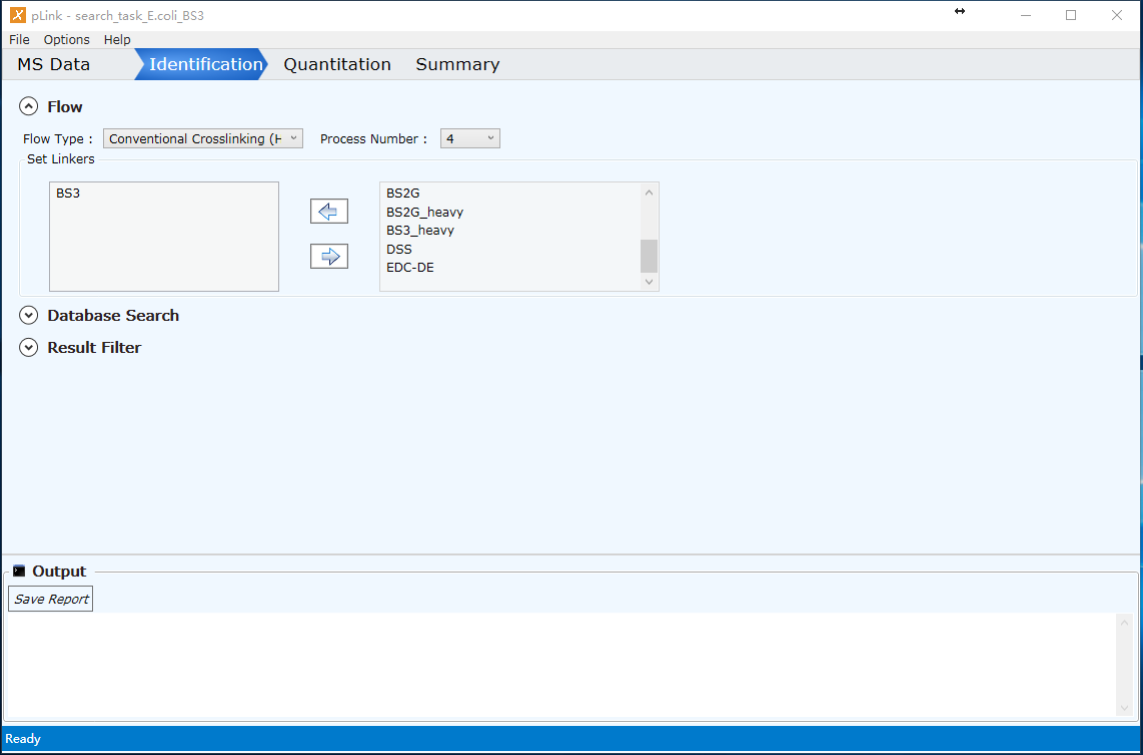 pLink - search_task_E.coli_BS3
File Options Help
MS Data Identification Quantitation Summary
Flow
Flow Type : Conventional Crosslinking (H Process Number : 4
Set Linkers
BS3
BS2G
BS2G_heavy
BS3_heavy
DSS
EDC-DE
Database Search
Result Filter
Output
Save Report
Ready